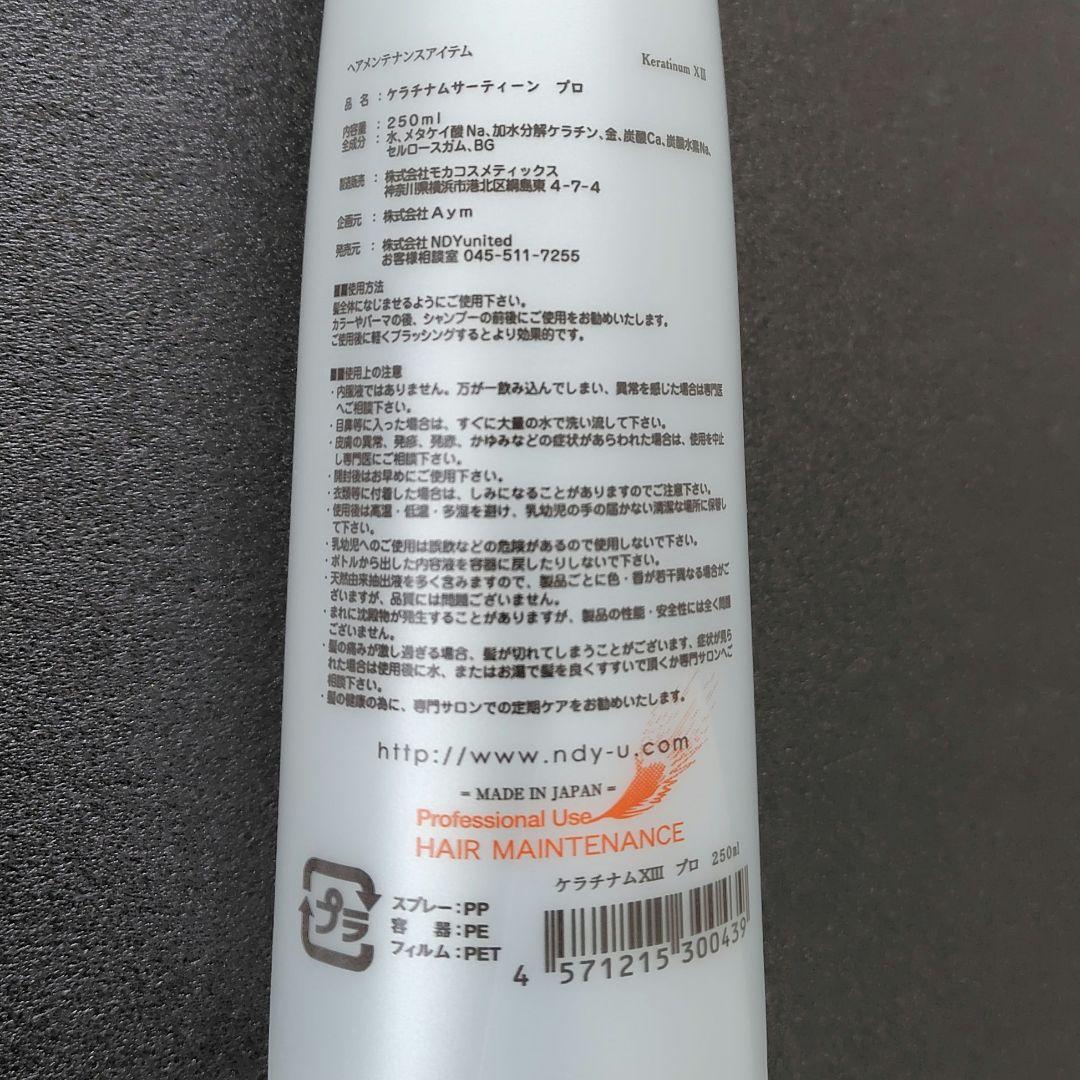 ヘアメンテナンスアイテム
Keratinum XIII
品 名：ケラチナムサーティーン プロ
内容量：250ml
全成分：水、メタケイ酸Na、加水分解ケラチン、金、炭酸Ca、炭酸水素Na、
セルロースガム、BG
製造販売：株式会社モカコスメティックス
神奈川県横浜市港北区綱島東 4-7-4
企画元：株式会社Aym
発売元：株式会社NDYunited
お客様相談室 045-511-7255
■■使用方法
髪全体になじませるようにご使用下さい。
カラーやパーマの後、シャンプーの前後にご使用をお勧めいたします。
ご使用後に軽くブラッシングするとより効果的です。
■■使用上の注意
・内服液ではありません。万が一飲み込んでしまい、異常を感じた場合は専門医
へご相談下さい。
・目鼻等に入った場合は、すぐに大量の水で洗い流して下さい。
・皮膚の異常、発疹、発赤、かゆみなどの症状があらわれた場合は、使用を中止
し専門医にご相談下さい。
・開封後はお早めにご使用下さい。
・衣類等に付着した場合は、しみになることがありますのでご注意下さい。
・使用後は高温・低温・多湿を避け、乳幼児の手の届かない清潔な場所に保管し
て下さい。
・乳幼児へのご使用は誤飲などの危険があるので使用しないで下さい。
・ボトルから出した内容液を容器に戻したりしないで下さい。
・天然由来抽出液を多く含みますので、製品ごとに色・香が若干異なる場合がご
ざいますが、品質には問題ございません。
・まれに沈殿物が発生することがありますが、製品の性能・安全性には全く問題
ございません。
・髪の痛みが激し過ぎる場合、髪が切れてしまうことがございます、症状が見ら
れた場合は使用後に水、またはお湯で髪を良くすすいで頂くか専門サロンへご
相談下さい。
・髪の健康の為に、専門サロンでの定期ケアをお勧めいたします。
http://www.ndy-u.com
= MADE IN JAPAN =
Professional Use
HAIR MAINTENANCE
ケラチナムXIII プロ 250ml
プラ
スプレー：PP
容 器：PE
フィルム：PET
4 571215 300439